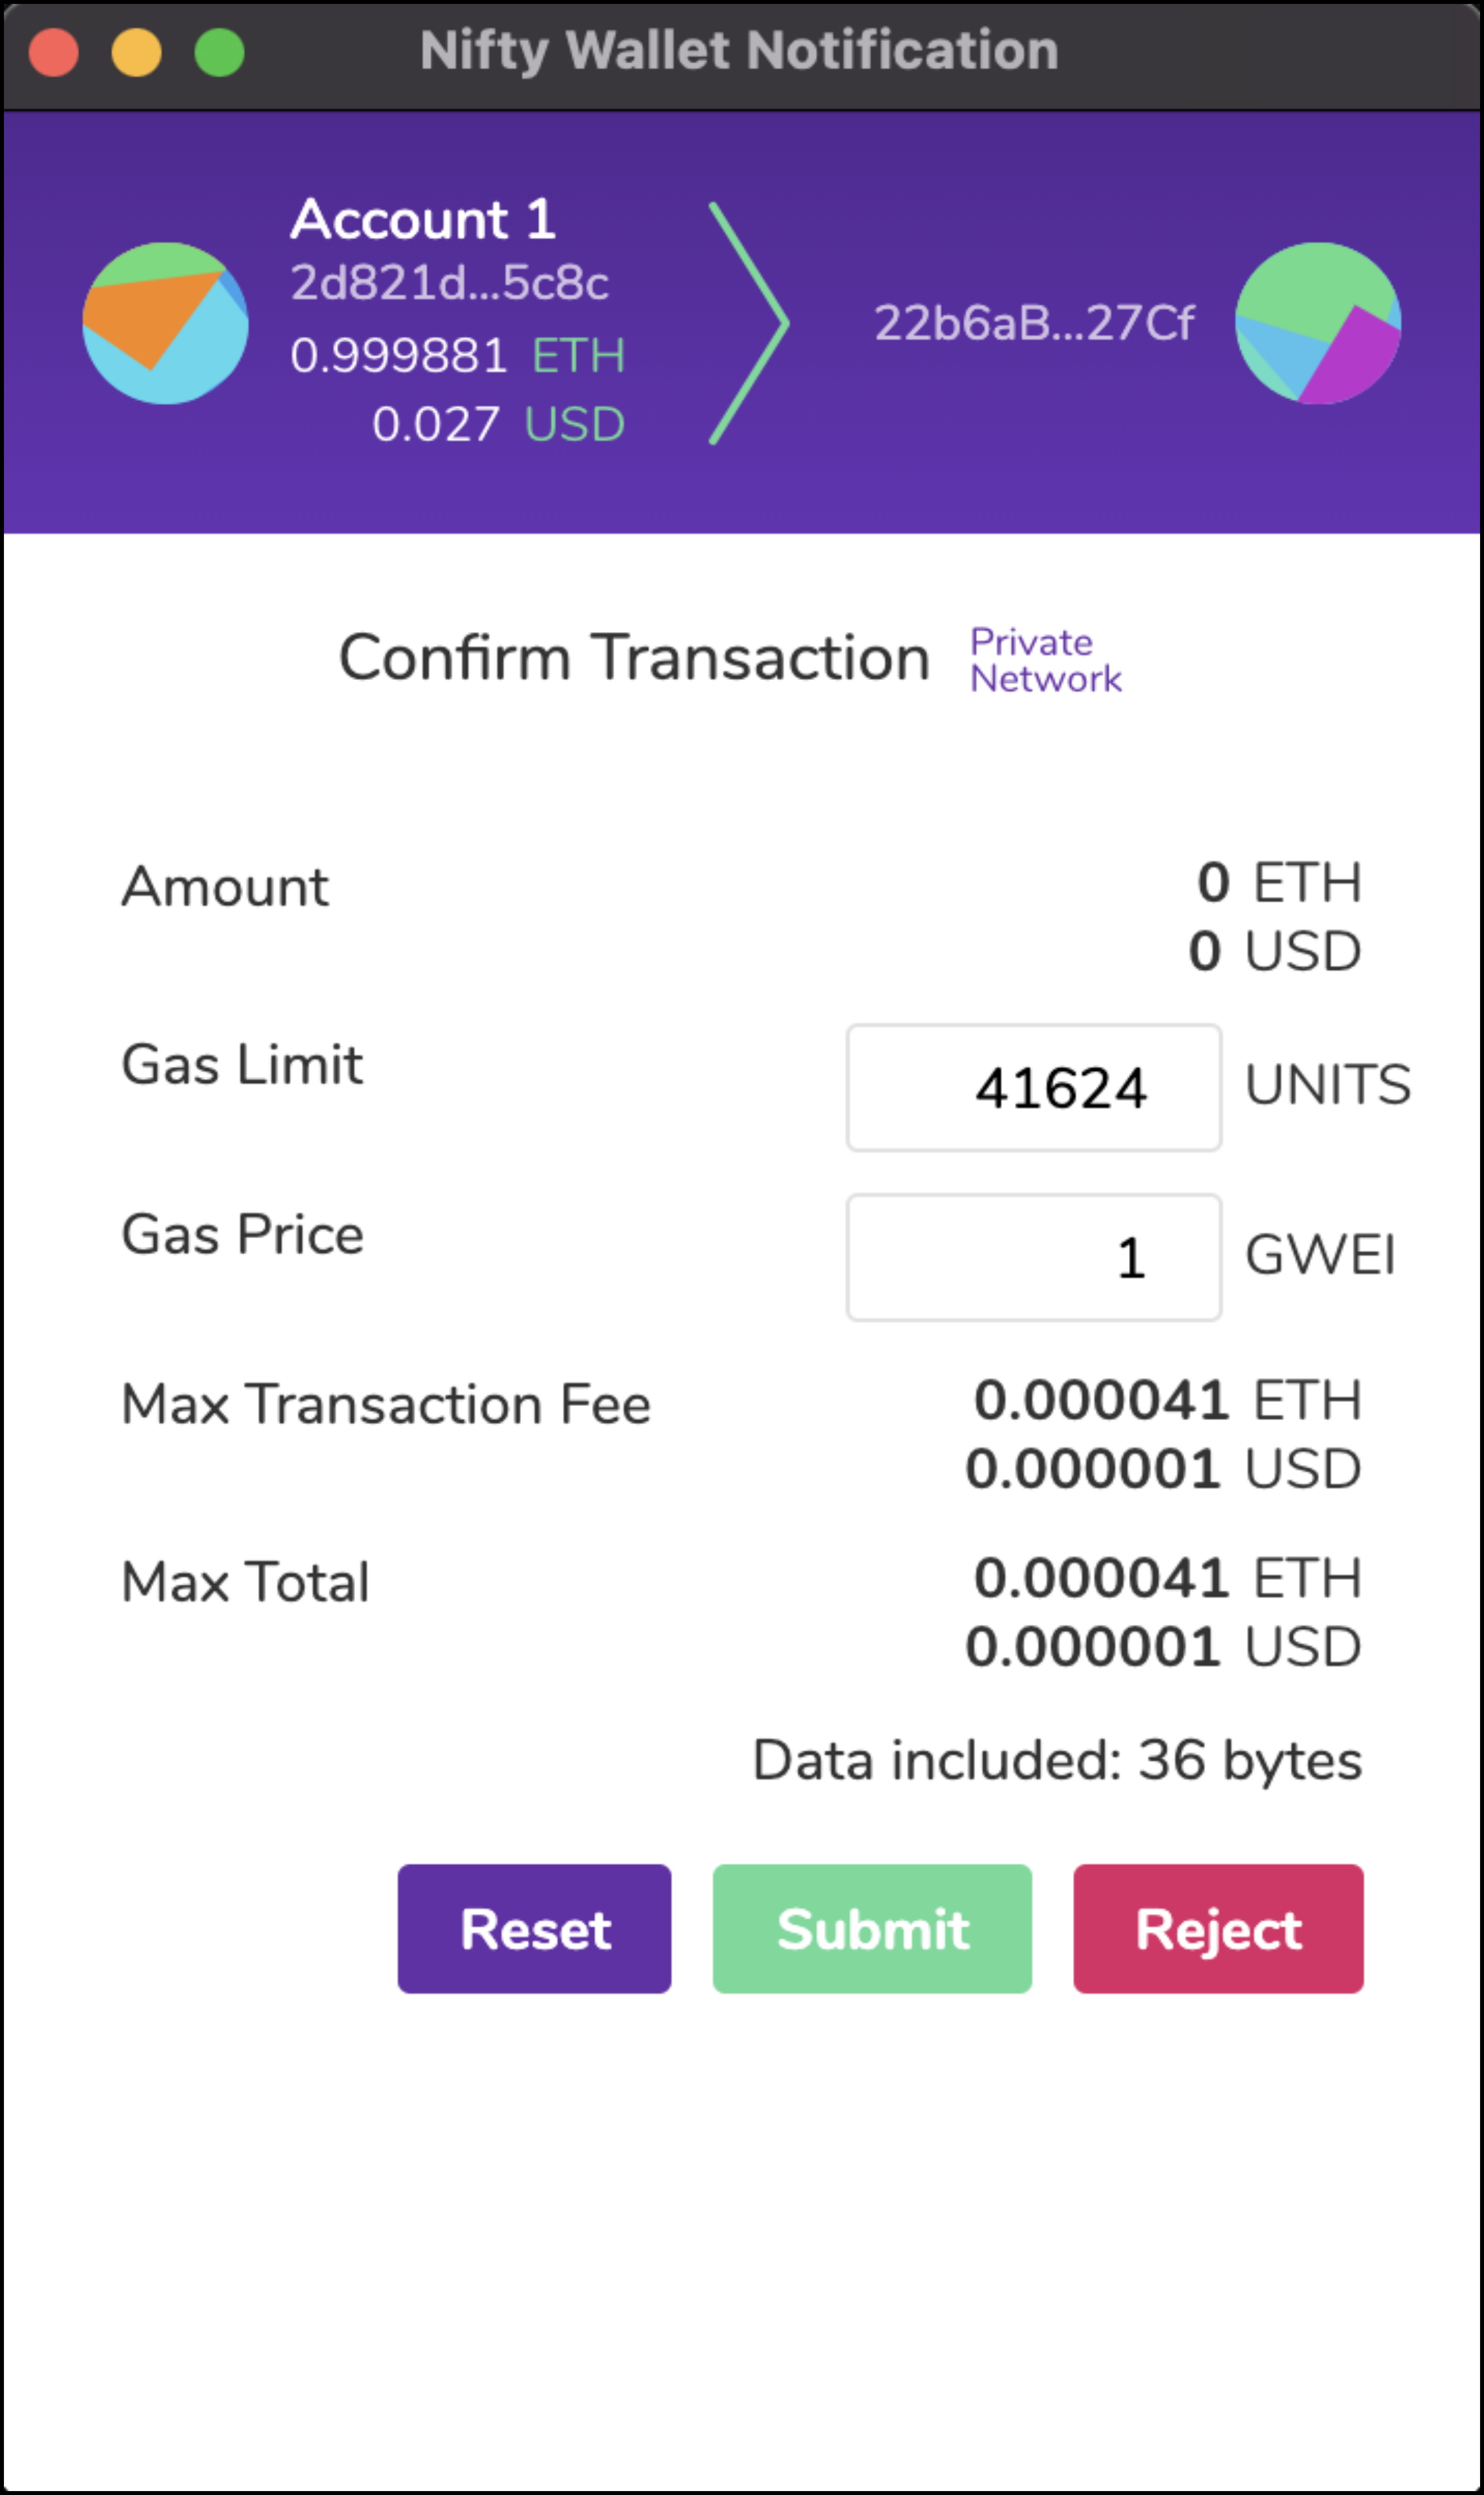 Nifty Wallet Notification
Account 1
2d821d...5c8c
0.999881 ETH
0.027 USD
22b6aB...27Cf
Confirm Transaction
Private
Network
Amount
0 ETH
0 USD
Gas Limit
41624 UNITS
Gas Price
1 GWEI
Max Transaction Fee
0.000041 ETH
0.000001 USD
Max Total
0.000041 ETH
0.000001 USD
Data included: 36 bytes
Reset Submit Reject